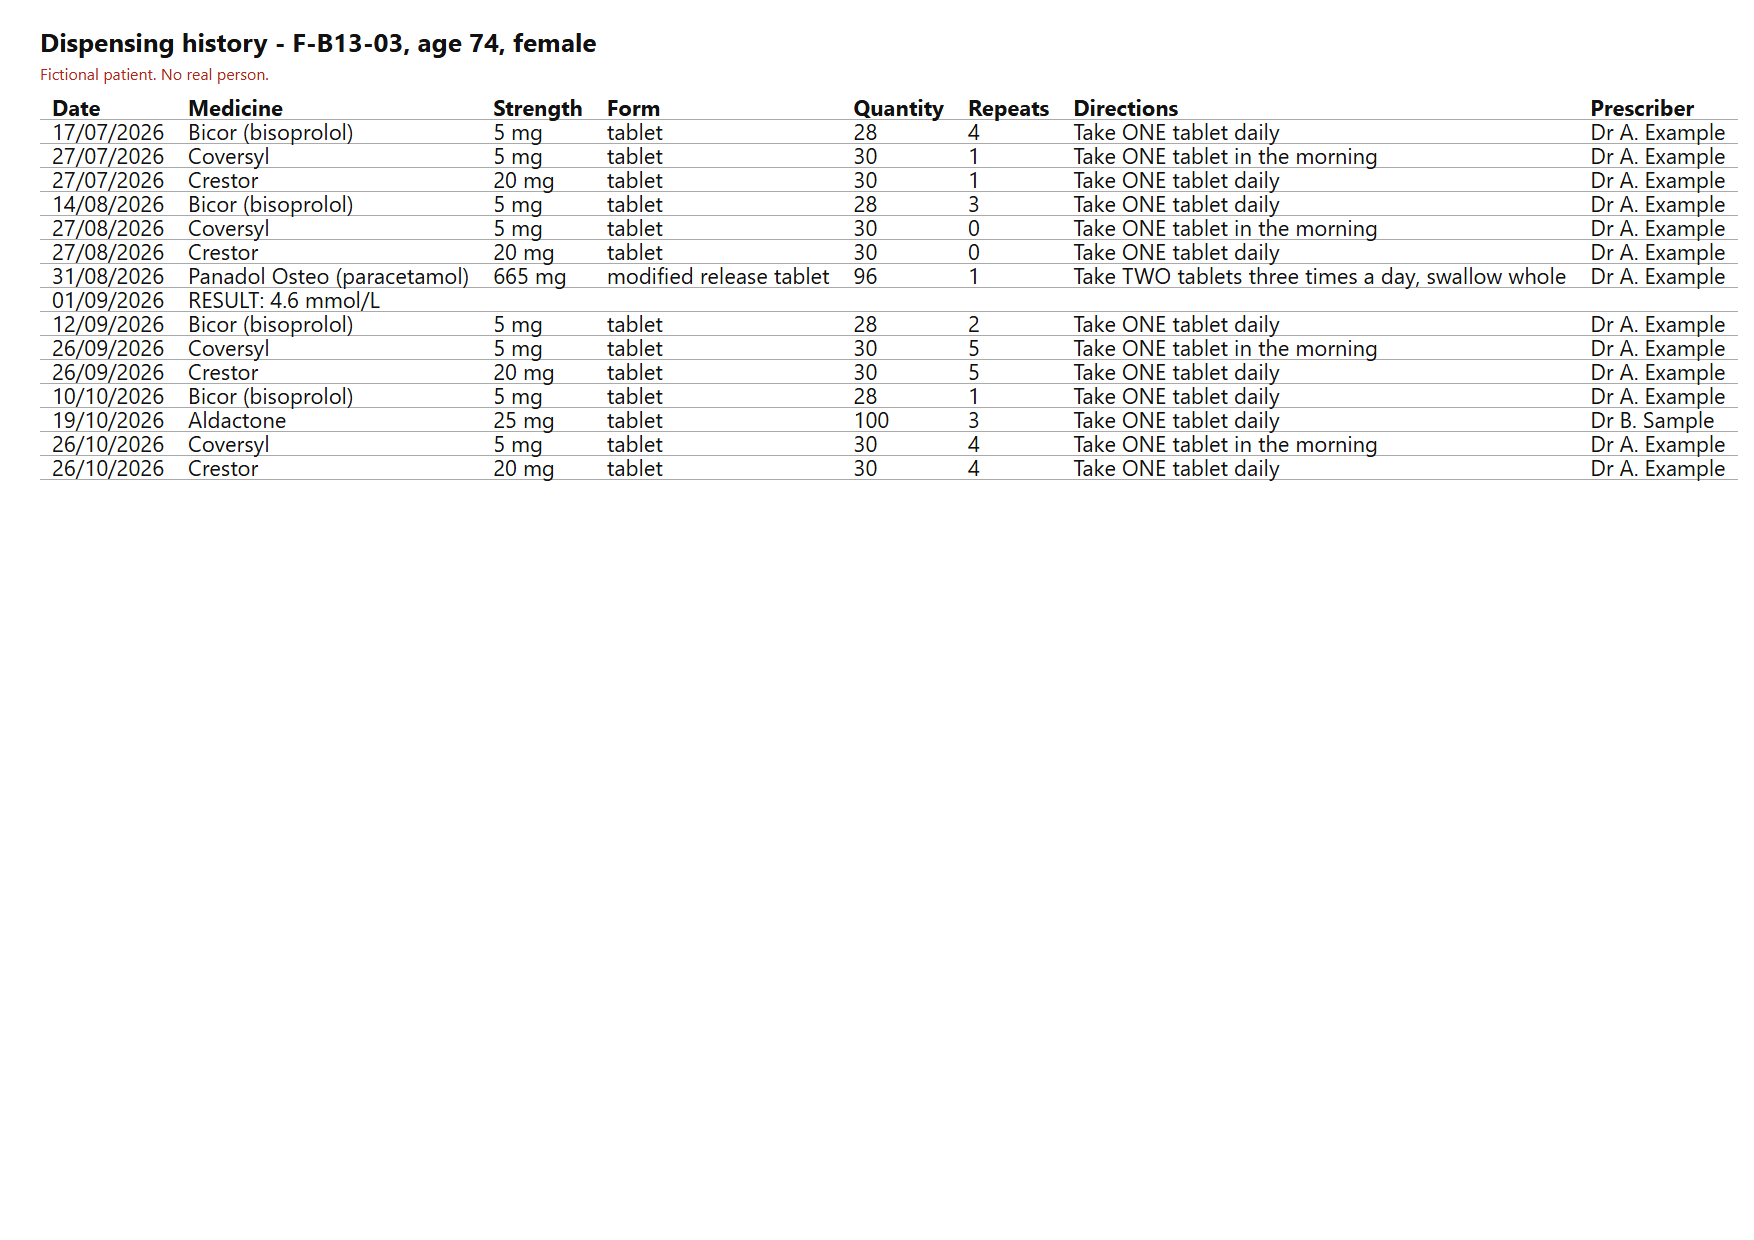 Dispensing history - F-B13-03, age 74, female
Fictional patient. No real person.
Date Medicine Strength Form Quantity Repeats Directions Prescriber
17/07/2026 Bicor (bisoprolol) 5 mg tablet 28 4 Take ONE tablet daily Dr A. Example
27/07/2026 Coversyl 5 mg tablet 30 1 Take ONE tablet in the morning Dr A. Example
27/07/2026 Crestor 20 mg tablet 30 1 Take ONE tablet daily Dr A. Example
14/08/2026 Bicor (bisoprolol) 5 mg tablet 28 3 Take ONE tablet daily Dr A. Example
27/08/2026 Coversyl 5 mg tablet 30 0 Take ONE tablet in the morning Dr A. Example
27/08/2026 Crestor 20 mg tablet 30 0 Take ONE tablet daily Dr A. Example
31/08/2026 Panadol Osteo (paracetamol) 665 mg modified release tablet 96 1 Take TWO tablets three times a day, swallow whole Dr A. Example
01/09/2026 RESULT: 4.6 mmol/L
12/09/2026 Bicor (bisoprolol) 5 mg tablet 28 2 Take ONE tablet daily Dr A. Example
26/09/2026 Coversyl 5 mg tablet 30 5 Take ONE tablet in the morning Dr A. Example
26/09/2026 Crestor 20 mg tablet 30 5 Take ONE tablet daily Dr A. Example
10/10/2026 Bicor (bisoprolol) 5 mg tablet 28 1 Take ONE tablet daily Dr A. Example
19/10/2026 Aldactone 25 mg tablet 100 3 Take ONE tablet daily Dr B. Sample
26/10/2026 Coversyl 5 mg tablet 30 4 Take ONE tablet in the morning Dr A. Example
26/10/2026 Crestor 20 mg tablet 30 4 Take ONE tablet daily Dr A. Example